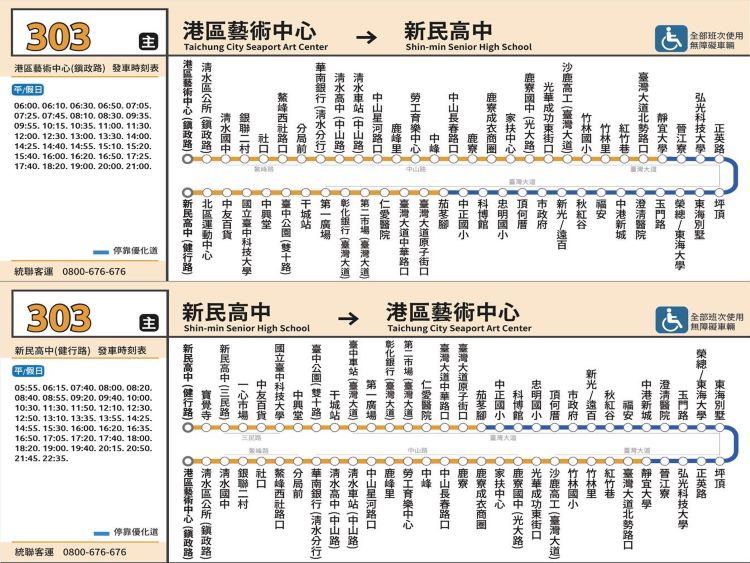 303 主
港區藝術中心(鎮政路) 發車時刻表
平/假日
06:00. 06:10. 06:30. 06:50. 07:05.
07:25. 07:45. 08:10. 08:30. 09:35.
09:55. 10:15. 10:35. 11:00. 11:30.
12:00. 12:30. 13:00. 13:30. 14:00.
14:25. 14:40. 14:55. 15:10. 15:20.
15:40. 16:00. 16:20. 16:50. 17:25.
17:40. 18:20. 19:00. 20:00. 21:00.
停靠優化道
統聯客運 0800-676-676
港區藝術中心 → 新民高中
Taichung City Seaport Art Center Shin-min Senior High School
全部班次使用
無障礙車輛
港區藝術中心(鎮政路)
清水區公所(鎮政路)
清水國中
銀聯二村
社口
鰲峰西社路口
分局前
華南銀行(清水分行)
清水高中(中山路)
清水車站(中山路)
中山星河路口
鹿峰里
勞工育樂中心
中峰
中山長春路口
鹿寮
鹿寮成衣商圈
家扶中心
鹿寮國中(光大路)
光華成功東街口
沙鹿高工(臺灣大道)
竹林國小
竹林里
紅竹巷
臺灣大道北勢路口
靜宜大學
晉江寮
弘光科技大學
正英路
鰲峰路
中山路
臺灣大道
臺灣大道
新民高中(健行路)
北區運動中心
中友百貨
國立臺中科技大學
中興堂
臺中公園(雙十路)
干城站
第一廣場
彰化銀行(臺灣大道)
第二市場(臺灣大道)
仁愛醫院
臺灣大道中華路口
臺灣大道原子街口
茄苳腳
中正國小
科博館
忠明國小
頂何厝
市政府
新光/遠百
秋紅谷
福安
中港新城
澄清醫院
玉門路
榮總/東海大學
東海別墅
坪頂
303 主
新民高中(健行路) 發車時刻表
平/假日
05:55. 06:15. 07:40. 08:00. 08:20.
08:40. 08:55. 09:20. 09:40. 10:00.
10:30. 11:30. 11:50. 12:10. 12:30.
12:50. 13:10. 13:35. 13:55. 14:25.
14:55. 15:30. 16:00. 16:20. 16:35.
16:50. 17:05. 17:20. 17:40. 18:00.
18:20. 19:00. 19:40. 20:15. 20:50.
21:45. 22:35.
停靠優化道
統聯客運 0800-676-676
新民高中 → 港區藝術中心
Shin-min Senior High School Taichung City Seaport Art Center
全部班次使用
無障礙車輛
新民高中(健行路)
寶覺寺
新民高中(三民路)
一心市場
中友百貨
國立臺中科技大學
中興堂
臺中公園(雙十路)
干城站
臺中車站(臺灣大道)
第一廣場
彰化銀行(臺灣大道)
第二市場(臺灣大道)
仁愛醫院
臺灣大道中華路口
臺灣大道原子街口
茄苳腳
中正國小
科博館
忠明國小
頂何厝
市政府
新光/遠百
秋紅谷
福安
中港新城
澄清醫院
玉門路
榮總/東海大學
東海別墅
三民路
臺灣大道
鰲峰路
中山路
臺灣大道
港區藝術中心(鎮政路)
清水區公所(鎮政路)
清水國中
銀聯二村
社口
鰲峰西社路口
分局前
華南銀行(清水分行)
清水高中(中山路)
清水車站(中山路)
中山星河路口
鹿峰里
勞工育樂中心
中峰
中山長春路口
鹿寮
鹿寮成衣商圈
家扶中心
鹿寮國中(光大路)
光華成功東街口
沙鹿高工(臺灣大道)
竹林國小
竹林里
紅竹巷
臺灣大道北勢路口
靜宜大學
晉江寮
弘光科技大學
正英路
坪頂